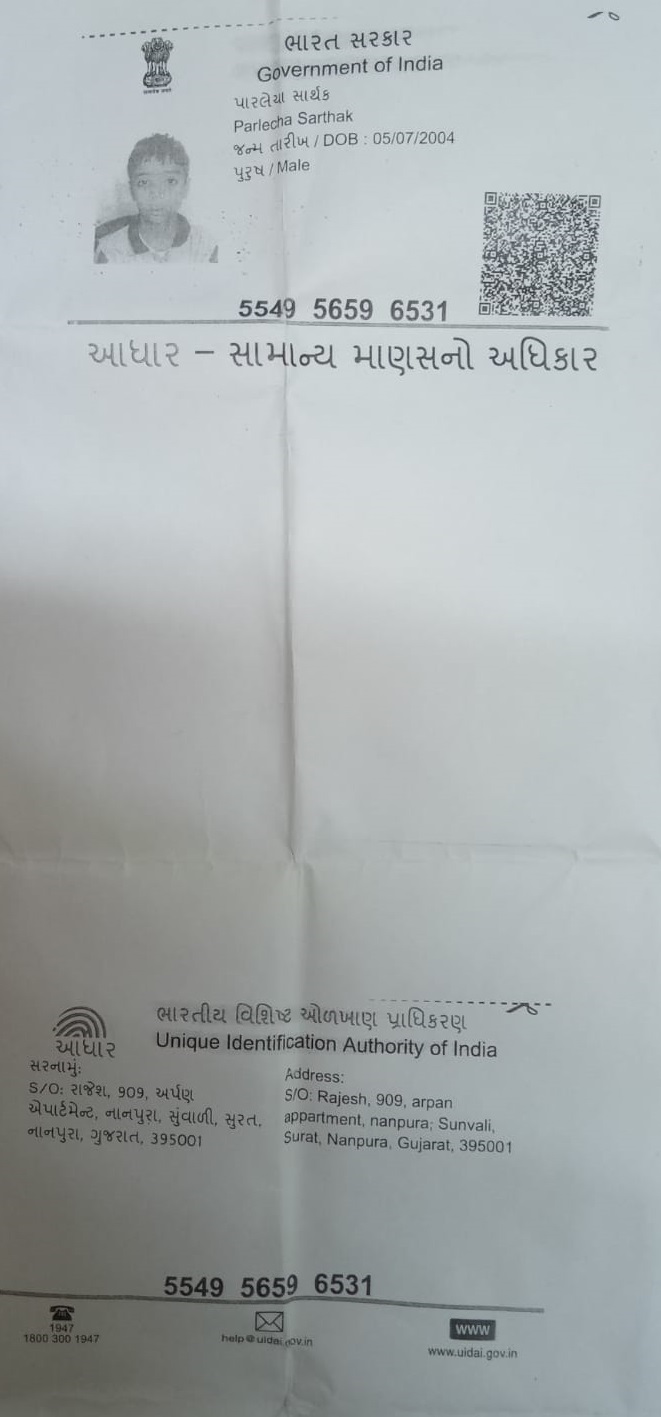 ભારત સરકાર
Government of India
પારલેચા સાર્થક
Parlecha Sarthak
જન્મ તારીખ / DOB : 05/07/2004
પુરુષ / Male
5549 5659 6531
આધાર – સામાન્ય માણસનો અધિકાર
ભારતીય વિશિષ્ટ ઓળખાણ પ્રાધિકરણ
Unique Identification Authority of India
આધાર
સરનામું:
S/O: રાજેશ, 909, અર્પણ
એપાર્ટમેન્ટ, નાનપુરા, સુંવાળી, સુરત,
નાનપુરા, ગુજરાત, 395001
Address:
S/O: Rajesh, 909, arpan
appartment, nanpura, Sunvali,
Surat, Nanpura, Gujarat, 395001
5549 5659 6531
1947
1800 300 1947
help@uidai.gov.in
WWW
www.uidai.gov.in